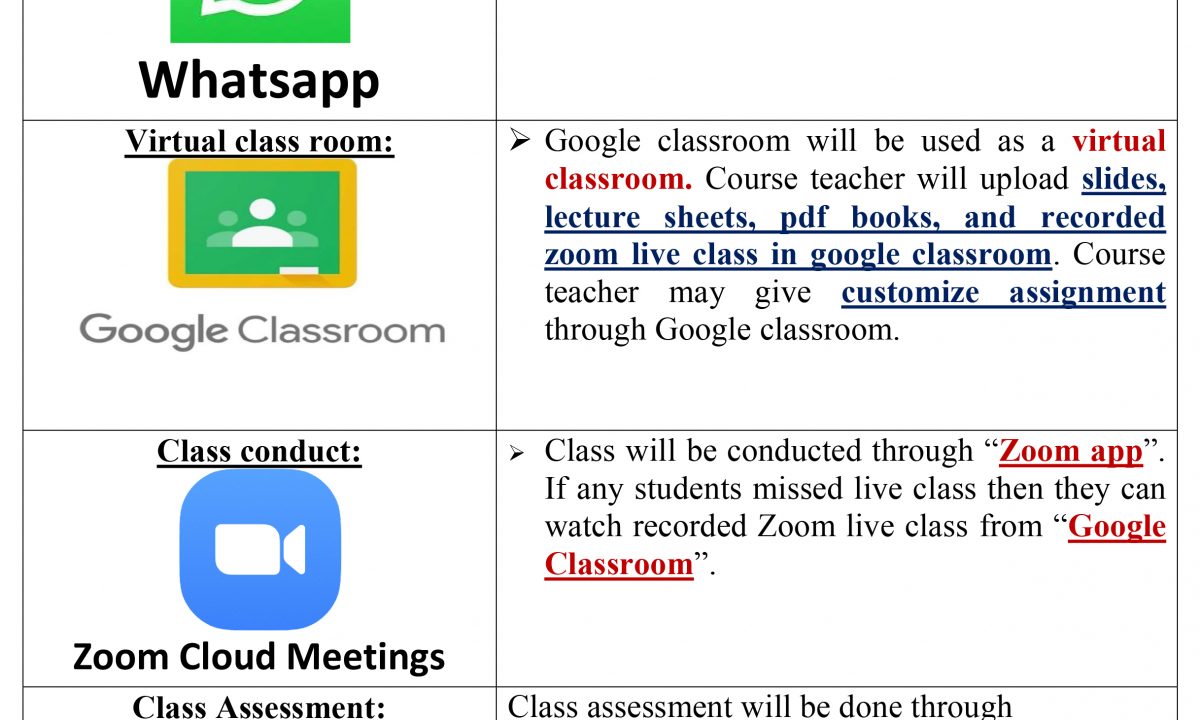 Whatsapp
Virtual class room:
Google Classroom
➢ Google classroom will be used as a virtual
classroom. Course teacher will upload slides,
lecture sheets, pdf books, and recorded
zoom live class in google classroom. Course
teacher may give customize assignment
through Google classroom.
Class conduct:
Zoom Cloud Meetings
➢ Class will be conducted through “Zoom app”.
If any students missed live class then they can
watch recorded Zoom live class from “Google
Classroom”.
Class Assessment:
Class assessment will be done through